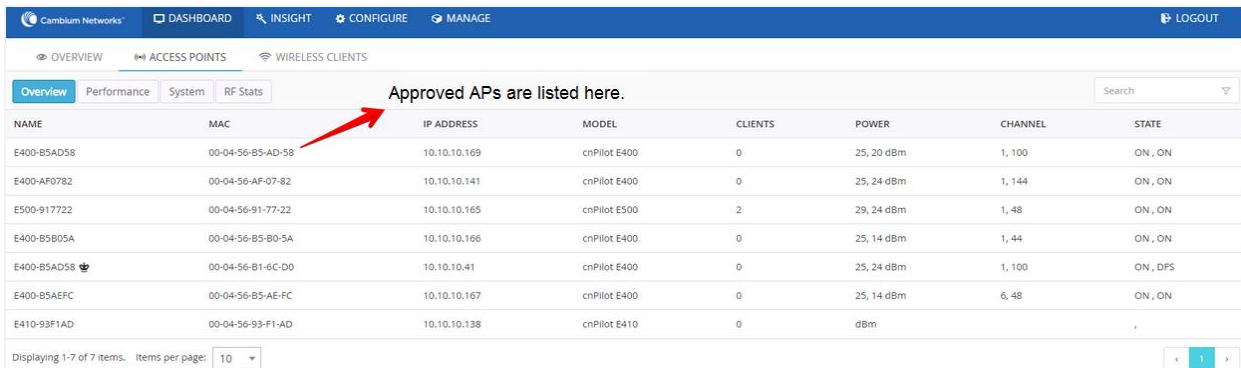 Cambium Networks™ DASHBOARD INSIGHT CONFIGURE MANAGE LOGOUT
OVERVIEW ACCESS POINTS WIRELESS CLIENTS
Overview Performance System RF Stats Approved APs are listed here. Search
NAME MAC IP ADDRESS MODEL CLIENTS POWER CHANNEL STATE
E400-B5AD58 00-04-56-B5-AD-58 10.10.10.169 cnPilot E400 0 25, 20 dBm 1, 100 ON , ON
E400-AF0782 00-04-56-AF-07-82 10.10.10.141 cnPilot E400 0 25, 24 dBm 1, 144 ON , ON
E500-917722 00-04-56-91-77-22 10.10.10.165 cnPilot E500 2 29, 24 dBm 1, 48 ON , ON
E400-B5B05A 00-04-56-B5-B0-5A 10.10.10.166 cnPilot E400 0 25, 14 dBm 1, 44 ON , ON
E400-B5AD58 00-04-56-B1-6C-D0 10.10.10.41 cnPilot E400 0 25, 24 dBm 1, 100 ON , DFS
E400-B5AEFC 00-04-56-B5-AE-FC 10.10.10.167 cnPilot E400 0 25, 14 dBm 6, 48 ON , ON
E410-93F1AD 00-04-56-93-F1-AD 10.10.10.138 cnPilot E410 0 dBm ,
Displaying 1-7 of 7 items. Items per page: 10 ‹ 1 ›